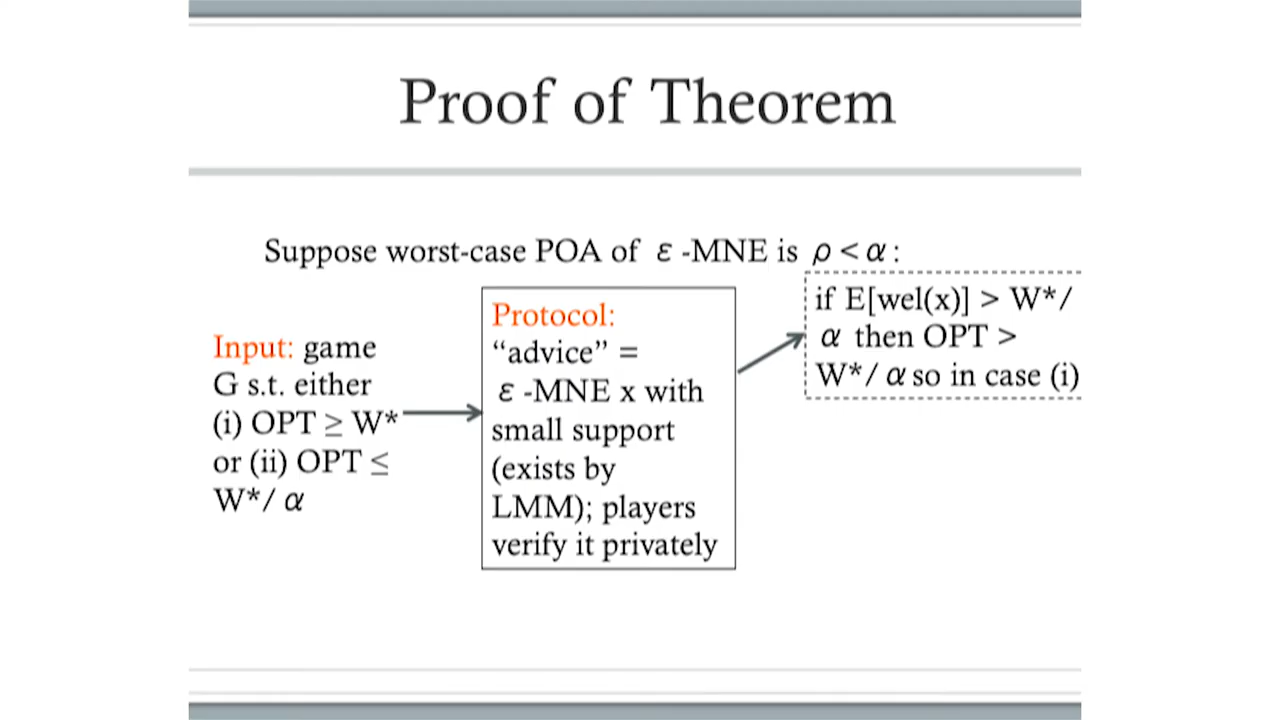 Proof of Theorem
Suppose worst-case POA of ε -MNE is ρ < α :
Input: game
G s.t. either
(i) OPT ≥ W*
or (ii) OPT ≤
W*/ α
Protocol:
“advice” =
ε -MNE x with
small support
(exists by
LMM); players
verify it privately
if E[wel(x)] > W*/
α then OPT >
W*/ α so in case (i)